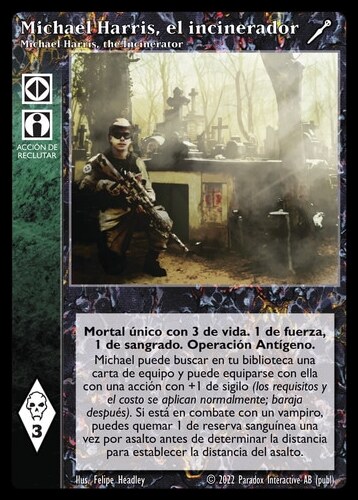 Michael Harris, el incinerador
Michael Harris, the Incinerator
ACCIÓN DE
RECLUTAR
Mortal único con 3 de vida. 1 de fuerza,
1 de sangrado. Operación Antígeno.
Michael puede buscar en tu biblioteca una
carta de equipo y puede equiparse con ella
con una acción con +1 de sigilo (los requisitos y
el costo se aplican normalmente; baraja
después). Si está en combate con un vampiro,
puedes quemar 1 de reserva sanguínea una
vez por asalto antes de determinar la distancia
para establecer la distancia del asalto.
3
Ilus. Felipe Headley
© 2022 Paradox Interactive AB (publ)